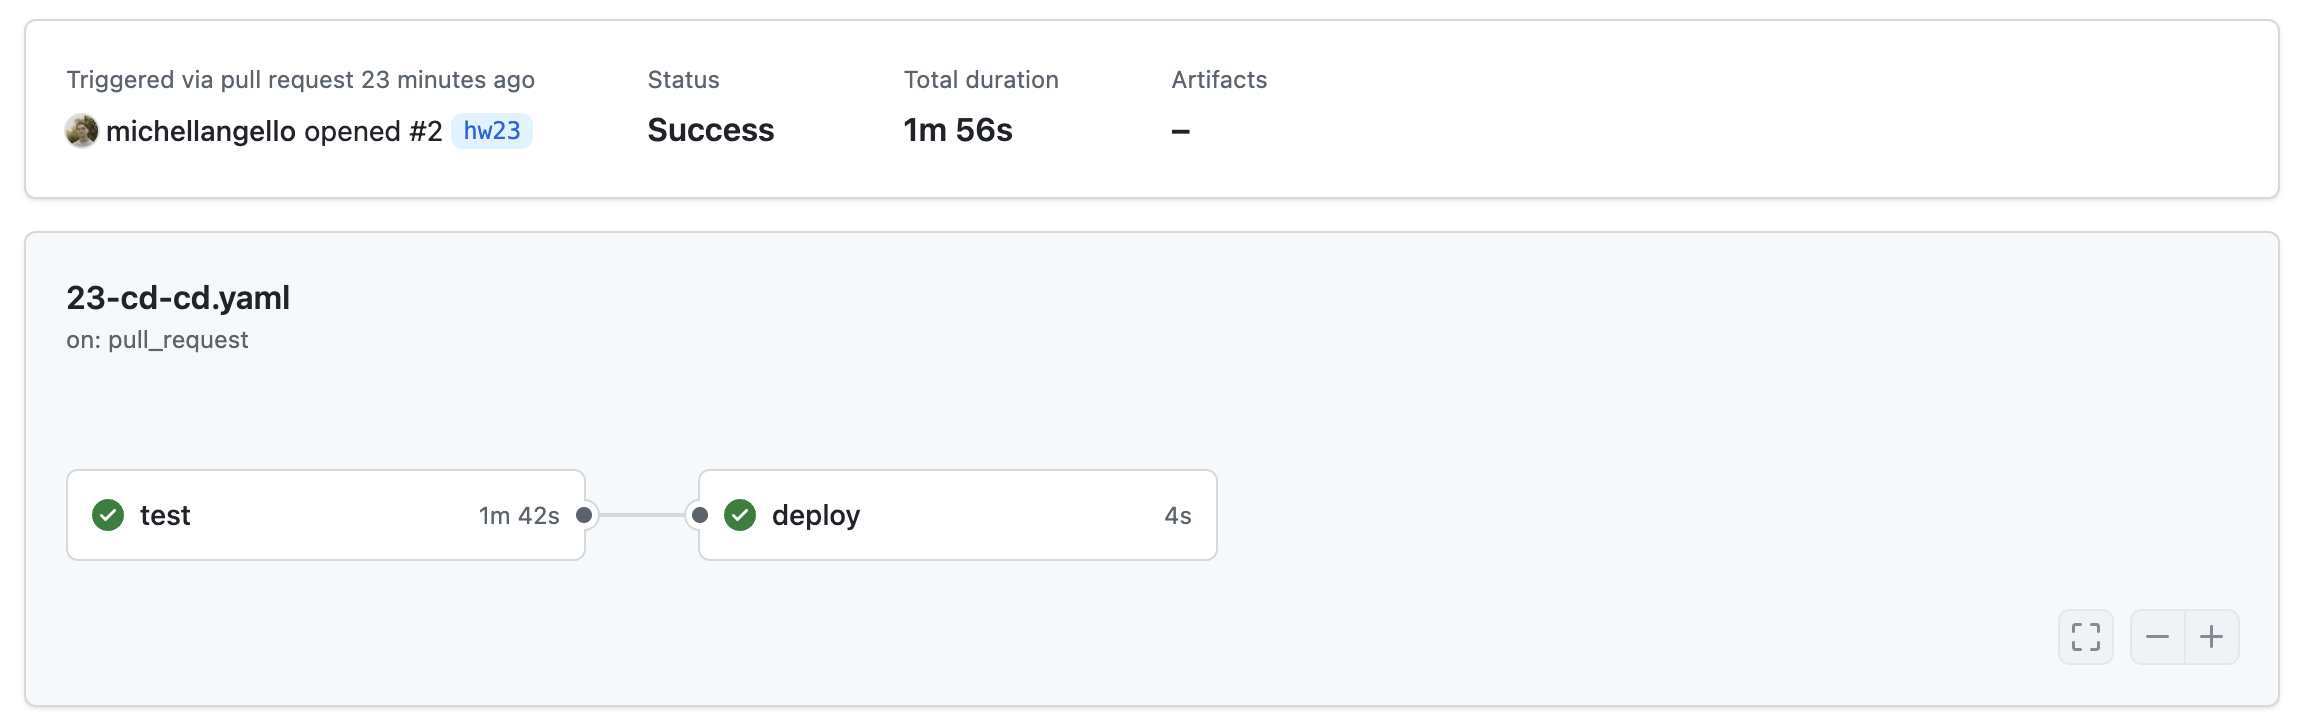 Triggered via pull request 23 minutes ago
michellangello opened #2 hw23
Status
Success
Total duration
1m 56s
Artifacts
–
23-cd-cd.yaml
on: pull_request
test 1m 42s
deploy 4s